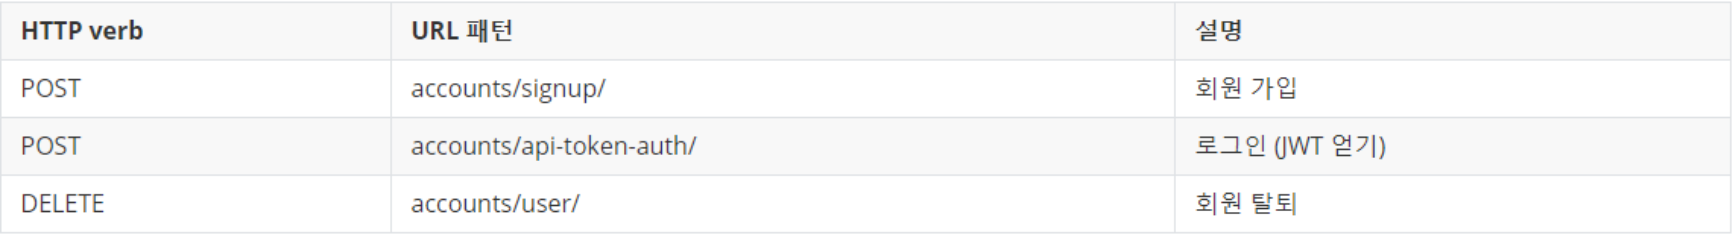 HTTP verb URL 패턴 설명
POST accounts/signup/ 회원 가입
POST accounts/api-token-auth/ 로그인 (JWT 얻기)
DELETE accounts/user/ 회원 탈퇴